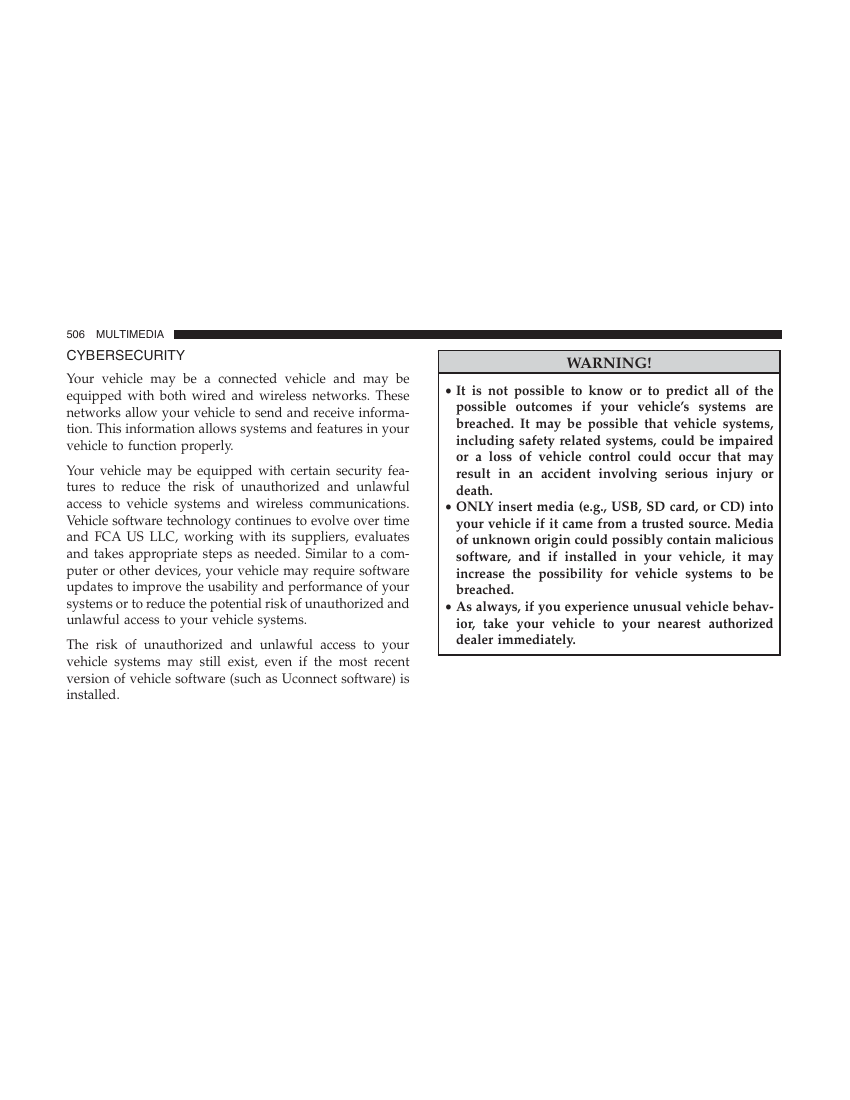 506 MULTIMEDIA
CYBERSECURITY
Your vehicle may be a connected vehicle and may be
equipped with both wired and wireless networks. These
networks allow your vehicle to send and receive informa-
tion. This information allows systems and features in your
vehicle to function properly.
Your vehicle may be equipped with certain security fea-
tures to reduce the risk of unauthorized and unlawful
access to vehicle systems and wireless communications.
Vehicle software technology continues to evolve over time
and FCA US LLC, working with its suppliers, evaluates
and takes appropriate steps as needed. Similar to a com-
puter or other devices, your vehicle may require software
updates to improve the usability and performance of your
systems or to reduce the potential risk of unauthorized and
unlawful access to your vehicle systems.
The risk of unauthorized and unlawful access to your
vehicle systems may still exist, even if the most recent
version of vehicle software (such as Uconnect software) is
installed.
WARNING!
• It is not possible to know or to predict all of the
possible outcomes if your vehicle's systems are
breached. It may be possible that vehicle systems,
including safety related systems, could be impaired
or a loss of vehicle control could occur that may
result in an accident involving serious injury or
death.
• ONLY insert media (e.g., USB, SD card, or CD) into
your vehicle if it came from a trusted source. Media
of unknown origin could possibly contain malicious
software, and if installed in your vehicle, it may
increase the possibility for vehicle systems to be
breached.
• As always, if you experience unusual vehicle behav-
ior, take your vehicle to your nearest authorized
dealer immediately.